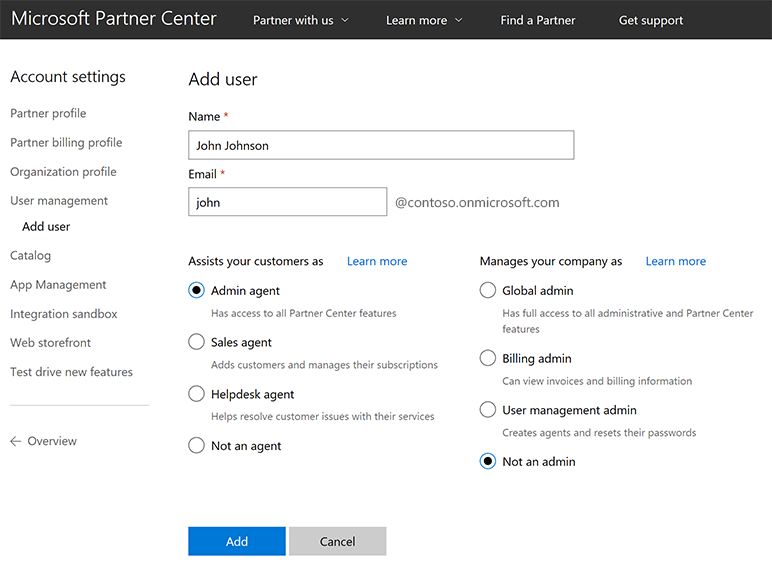 Microsoft Partner Center
Partner with us
Learn more
Find a Partner
Get support
Account settings
Partner profile
Partner billing profile
Organization profile
User management
Add user
Catalog
App Management
Integration sandbox
Web storefront
Test drive new features
← Overview
Add user
Name *
John Johnson
Email *
john
@contoso.onmicrosoft.com
Assists your customers as
Learn more
Admin agent
Has access to all Partner Center features
Sales agent
Adds customers and manages their subscriptions
Helpdesk agent
Helps resolve customer issues with their services
Not an agent
Manages your company as
Learn more
Global admin
Has full access to all administrative and Partner Center
features
Billing admin
Can view invoices and billing information
User management admin
Creates agents and resets their passwords
Not an admin
Add
Cancel